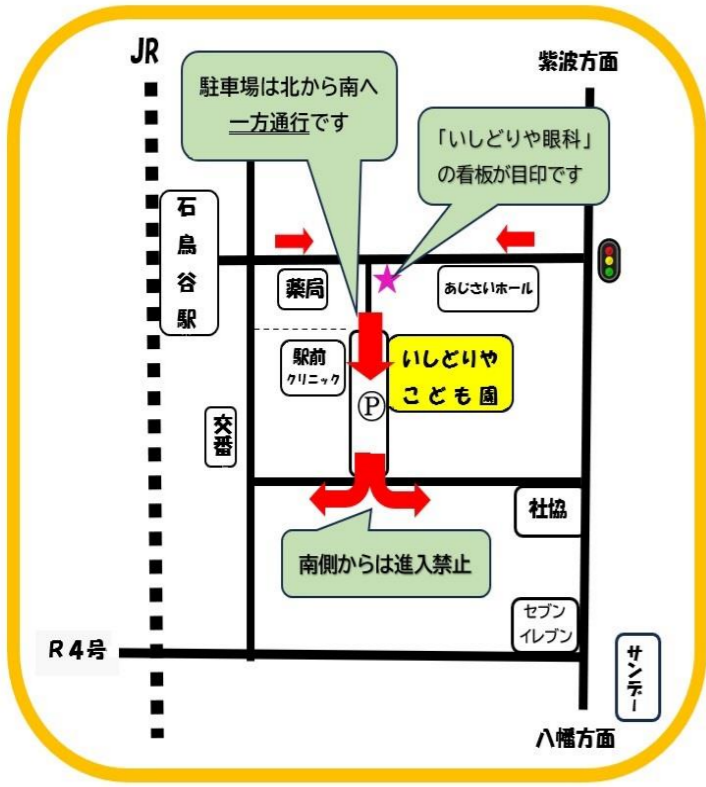 JR
紫波方面
駐車場は北から南へ
一方通行です
「いしどりや眼科」
の看板が目印です
石鳥谷駅
薬局
あじさいホール
駅前
クリニック
いしどりや
こども園
Ⓟ
交番
社協
南側からは進入禁止
セブン
イレブン
R4号
サンデー
八幡方面